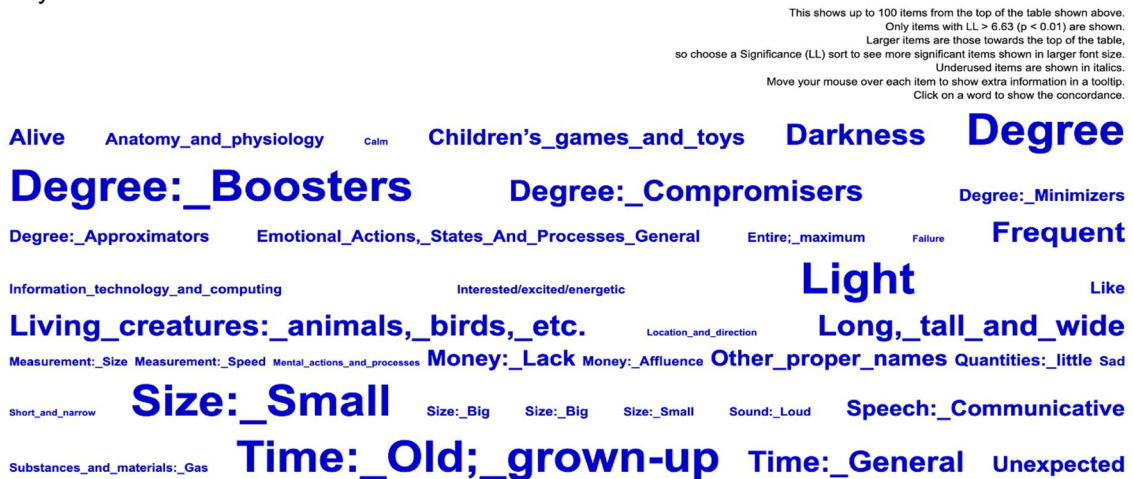 This shows up to 100 items from the top of the table shown above.
Only items with LL > 6.63 (p < 0.01) are shown.
Larger items are those towards the top of the table,
so choose a Significance (LL) sort to see more significant items shown in larger font size.
Underused items are shown in italics.
Move your mouse over each item to show extra information in a tooltip.
Click on a word to show the concordance.
Alive Anatomy_and_physiology Calm Children's_games_and_toys Darkness Degree
Degree:_Boosters Degree:_Compromisers Degree:_Minimizers
Degree:_Approximators Emotional_Actions,_States_And_Processes_General Entire;_maximum Failure Frequent
Information_technology_and_computing Interested/excited/energetic Light Like
Living_creatures:_animals,_birds,_etc. Location_and_direction Long,_tall_and_wide
Measurement:_Size Measurement:_Speed Mental_actions_and_processes Money:_Lack Money:_Affluence Other_proper_names Quantities:_little Sad
Short_and_narrow Size:_Small Size:_Big Size:_Big Size:_Small Sound:_Loud Speech:_Communicative
Substances_and_materials:_Gas Time:_Old;_grown-up Time:_General Unexpected